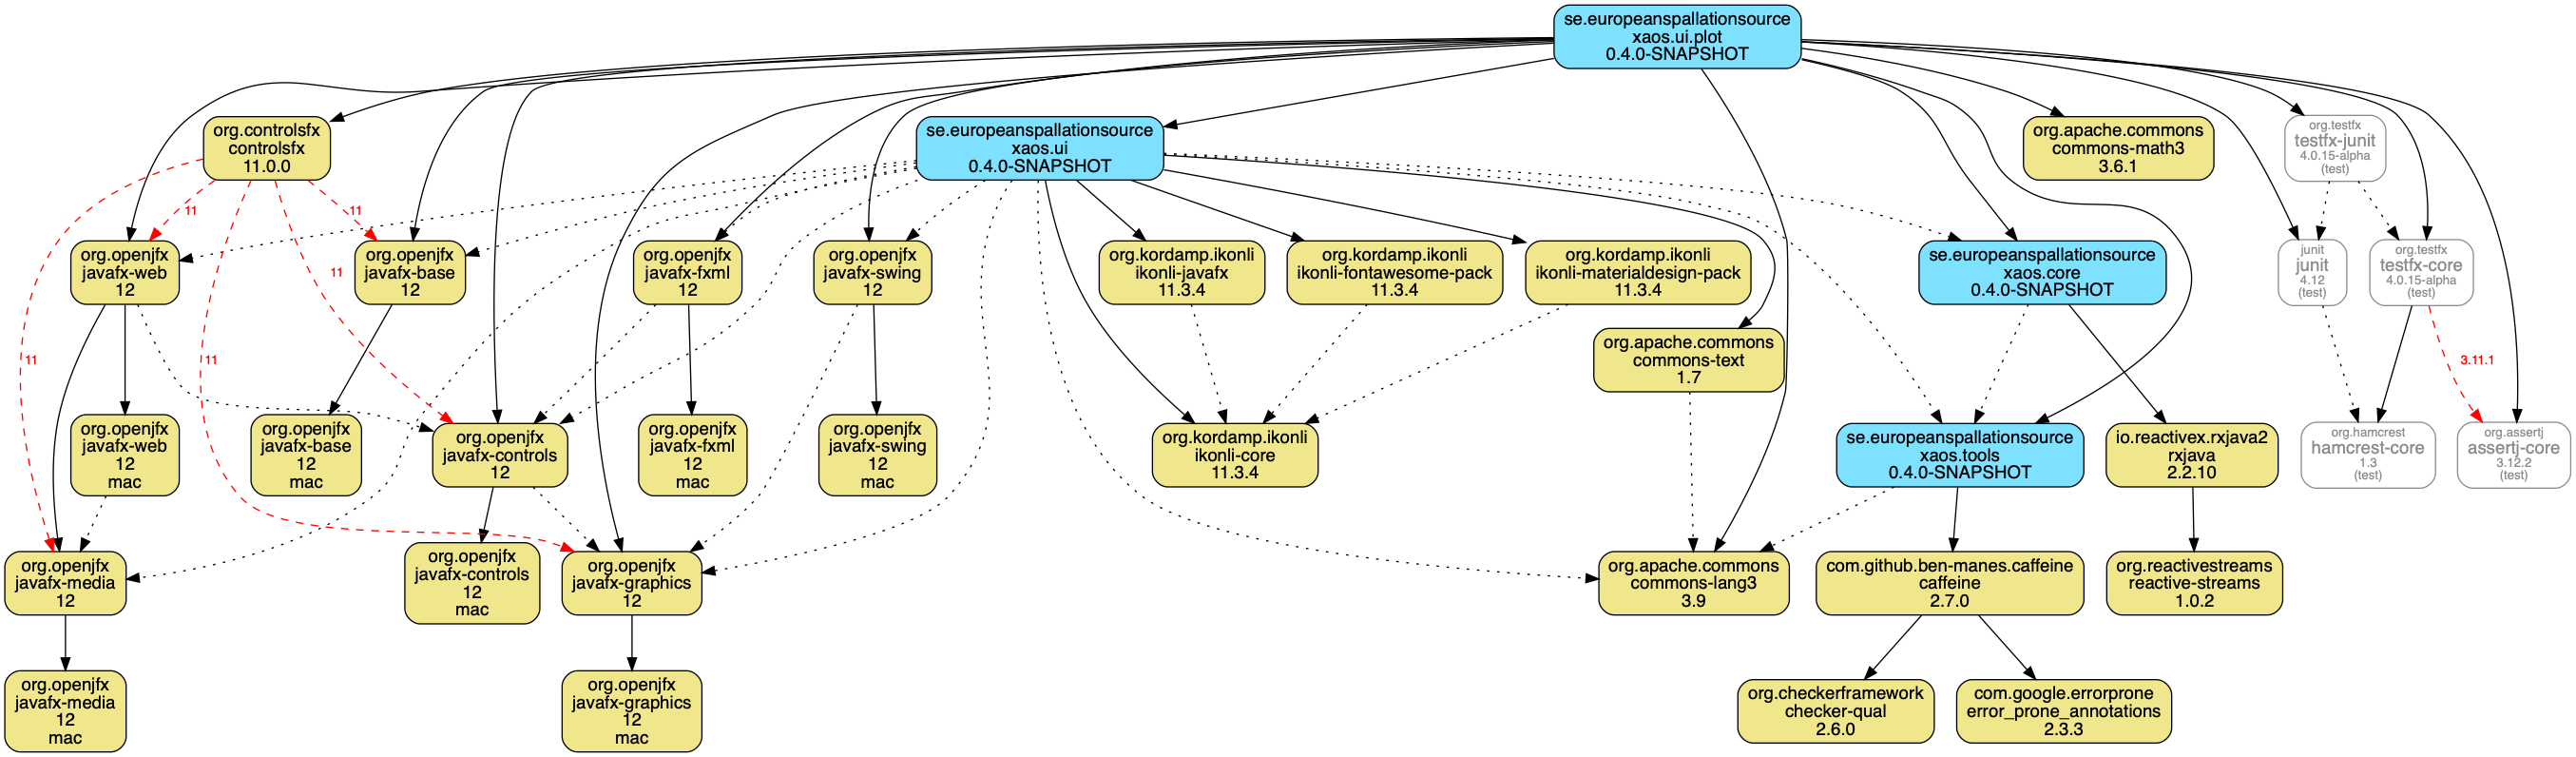 se.europeanspallationsource
xaos.ui.plot
0.4.0-SNAPSHOT
org.controlsfx
controlsfx
11.0.0
se.europeanspallationsource
xaos.ui
0.4.0-SNAPSHOT
org.apache.commons
commons-math3
3.6.1
org.testfx
testfx-junit
4.0.15-alpha
(test)
11
11
org.openjfx
javafx-web
12
org.openjfx
javafx-base
12
org.openjfx
javafx-fxml
12
org.openjfx
javafx-swing
12
org.kordamp.ikonli
ikonli-javafx
11.3.4
org.kordamp.ikonli
ikonli-fontawesome-pack
11.3.4
org.kordamp.ikonli
ikonli-materialdesign-pack
11.3.4
se.europeanspallationsource
xaos.core
0.4.0-SNAPSHOT
junit
junit
4.12
(test)
org.testfx
testfx-core
4.0.15-alpha
(test)
11
11
11
org.apache.commons
commons-text
1.7
3.11.1
org.openjfx
javafx-web
12
mac
org.openjfx
javafx-base
12
mac
org.openjfx
javafx-controls
12
org.openjfx
javafx-fxml
12
mac
org.openjfx
javafx-swing
12
mac
org.kordamp.ikonli
ikonli-core
11.3.4
se.europeanspallationsource
xaos.tools
0.4.0-SNAPSHOT
io.reactivex.rxjava2
rxjava
2.2.10
org.hamcrest
hamcrest-core
1.3
(test)
org.assertj
assertj-core
3.12.2
(test)
org.openjfx
javafx-media
12
org.openjfx
javafx-controls
12
mac
org.openjfx
javafx-graphics
12
org.apache.commons
commons-lang3
3.9
com.github.ben-manes.caffeine
caffeine
2.7.0
org.reactivestreams
reactive-streams
1.0.2
org.openjfx
javafx-media
12
mac
org.openjfx
javafx-graphics
12
mac
org.checkerframework
checker-qual
2.6.0
com.google.errorprone
error_prone_annotations
2.3.3